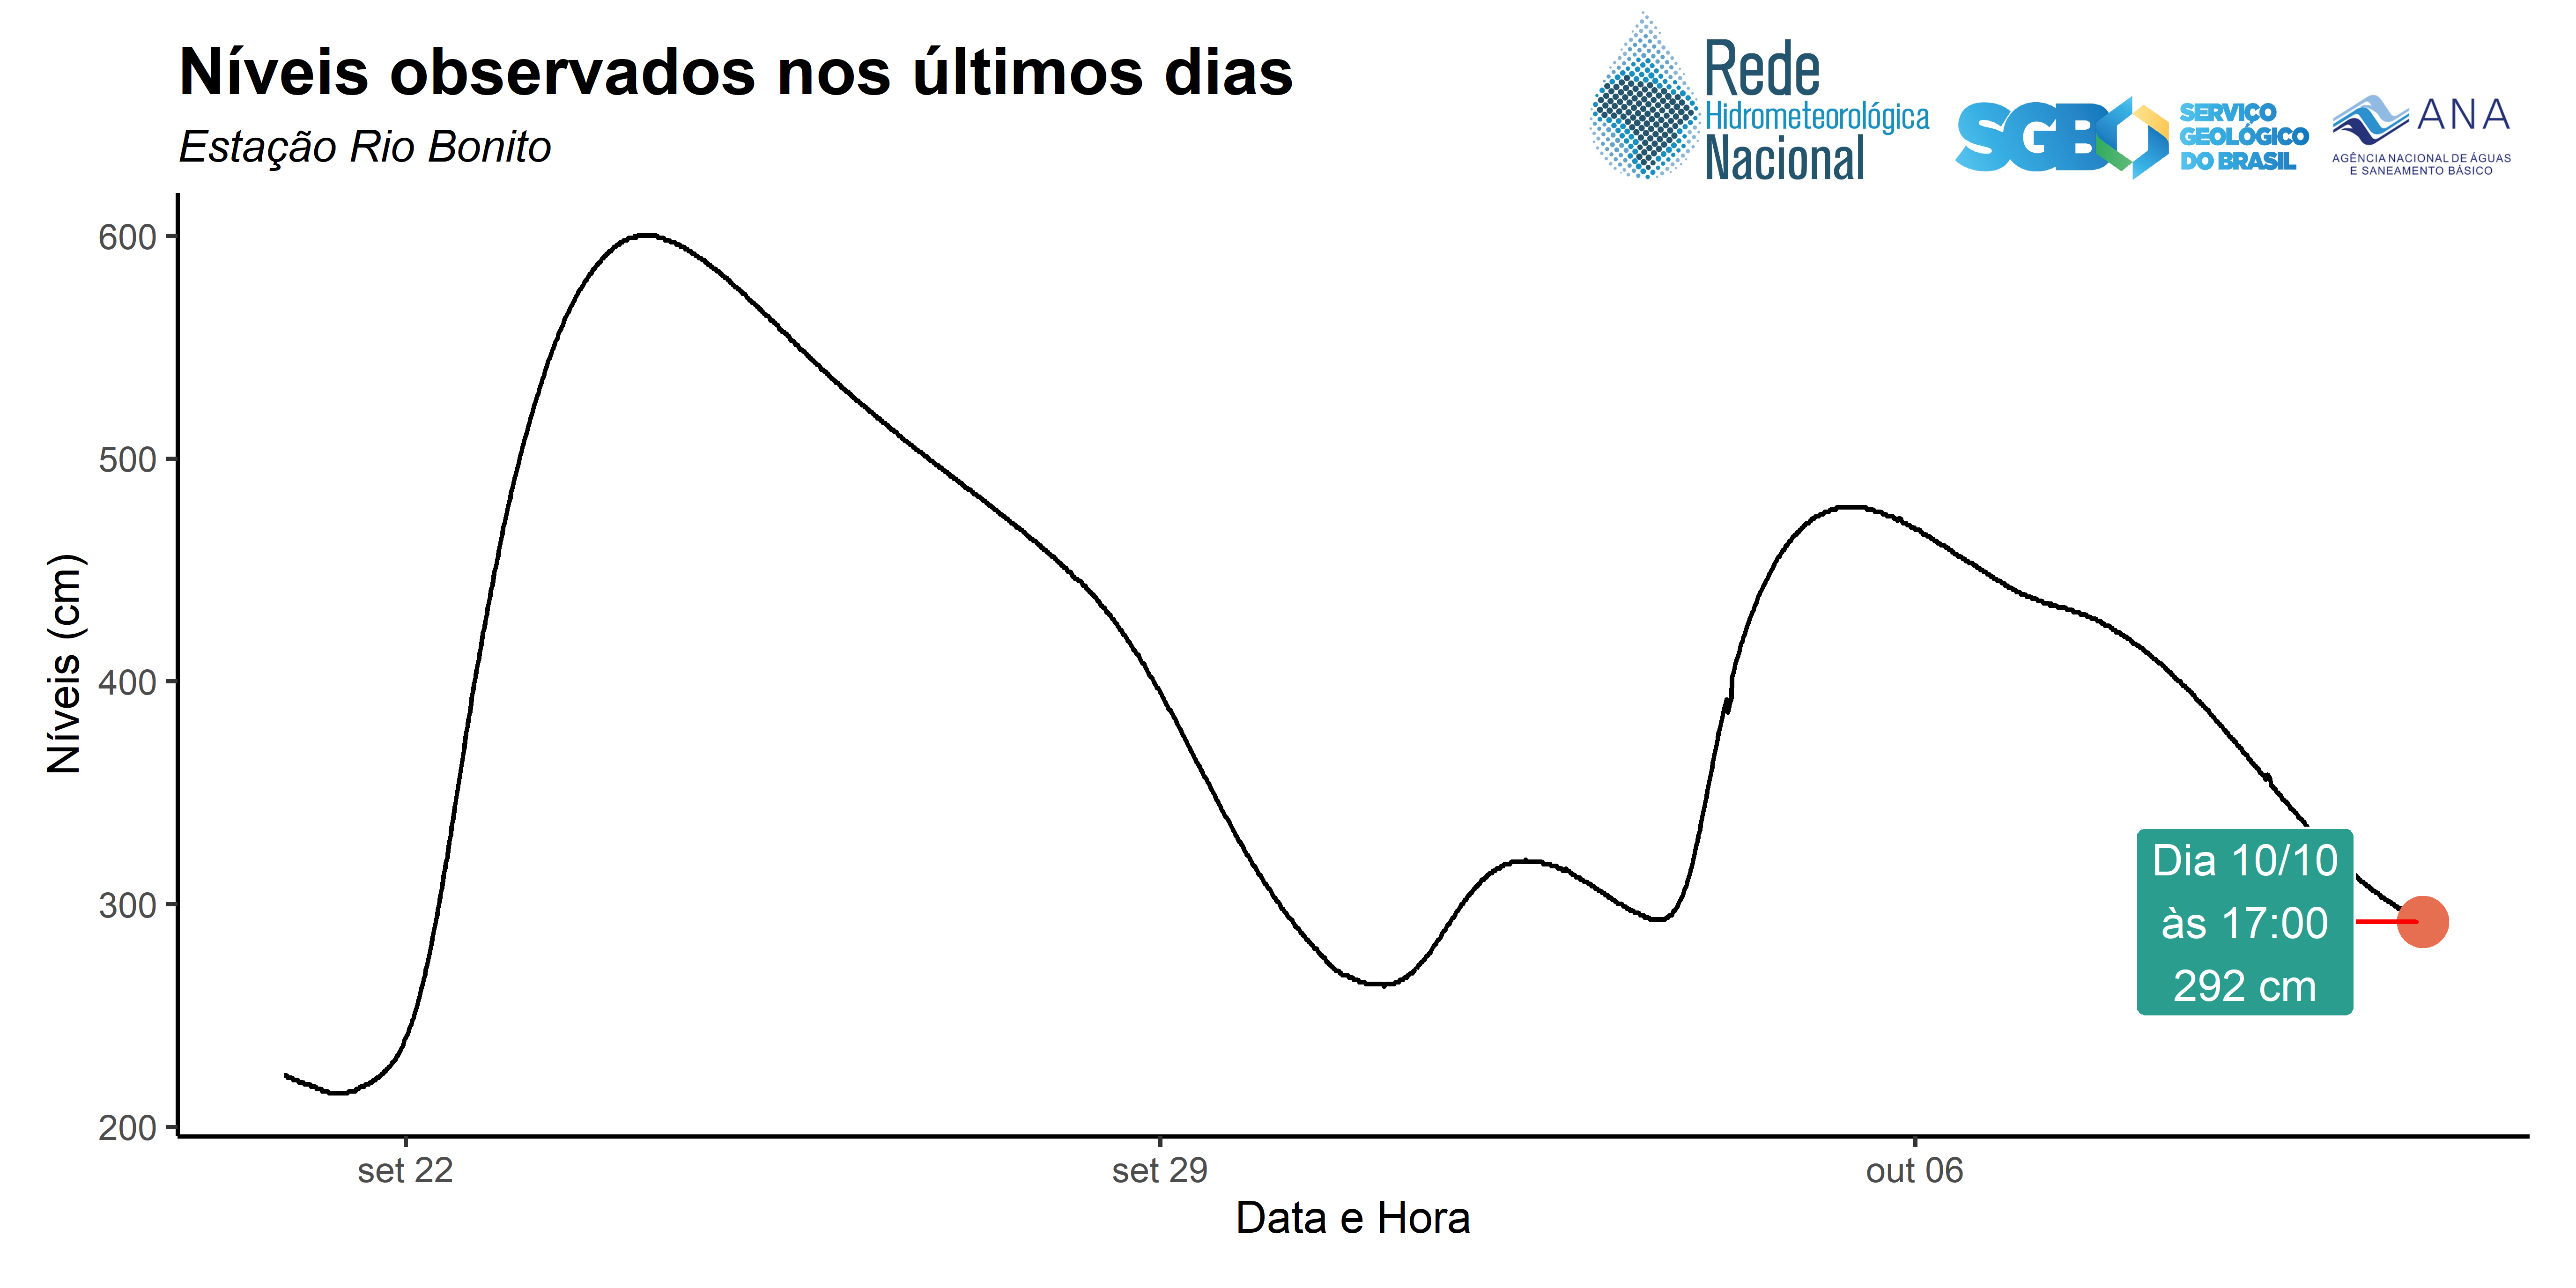 Níveis observados nos últimos dias
Estação Rio Bonito
Rede
Hidrometeorológica
Nacional
SGB
SERVIÇO
GEOLÓGICO
DO BRASIL
ANA
AGÊNCIA NACIONAL DE ÁGUAS
E SANEAMENTO BÁSICO
Níveis (cm)
600
500
400
300
200
Dia 10/10
às 17:00
292 cm
set 22
set 29
out 06
Data e Hora